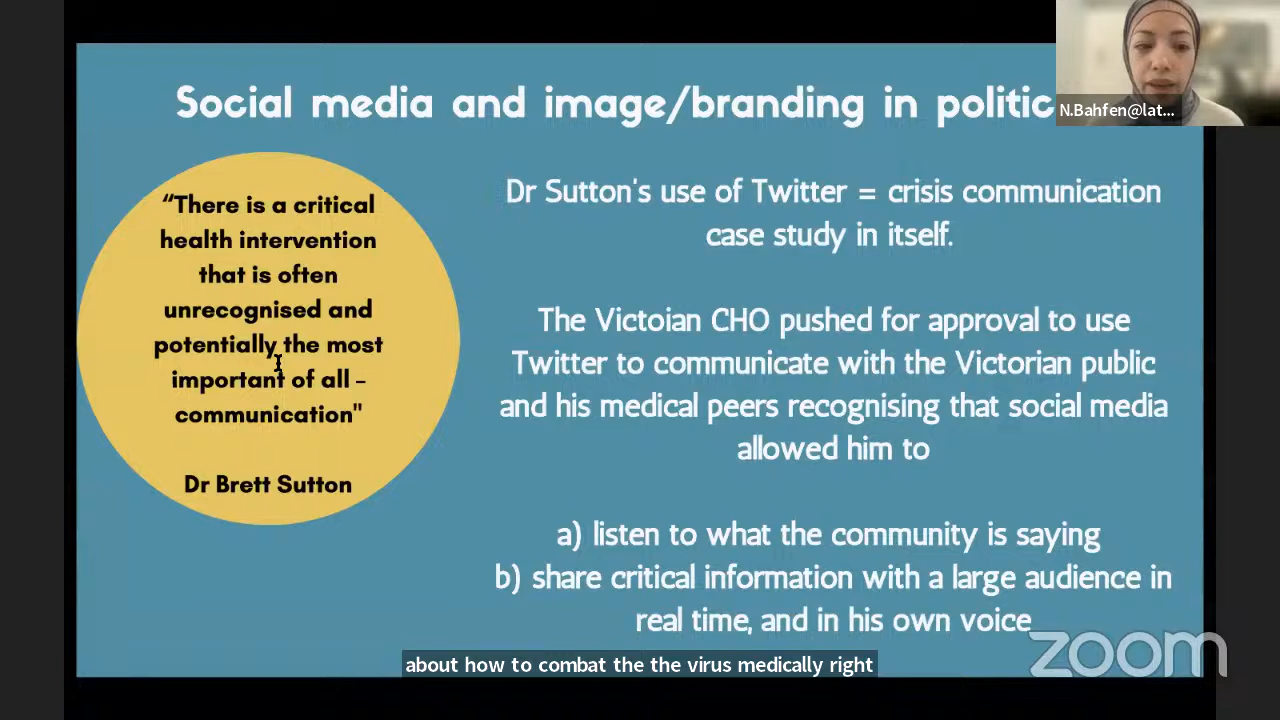 Social media and image/branding in politic
N.Bahfen@lat...
“There is a critical
health intervention
that is often
unrecognised and
potentially the most
important of all -
communication"
Dr Brett Sutton
Dr Sutton's use of Twitter = crisis communication
case study in itself.
The Victoian CHO pushed for approval to use
Twitter to communicate with the Victorian public
and his medical peers recognising that social media
allowed him to
a) listen to what the community is saying
b) share critical information with a large audience in
real time, and in his own voice
zoom
about how to combat the the virus medically right